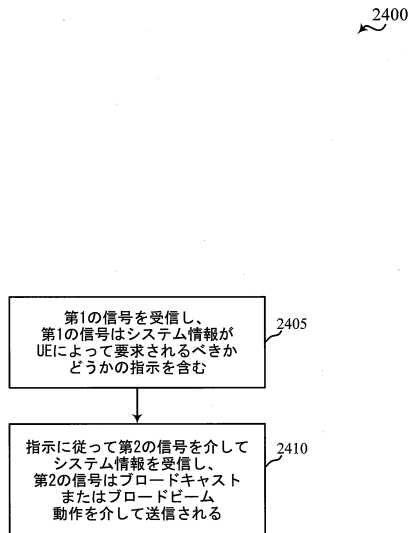 2400
第1の信号を受信し、
第1の信号はシステム情報が
UEによって要求されるべきか
どうかの指示を含む
2405
指示に従って第2の信号を介して
システム情報を受信し、
第2の信号はブロードキャスト
またはブロードビーム
動作を介して送信される
2410